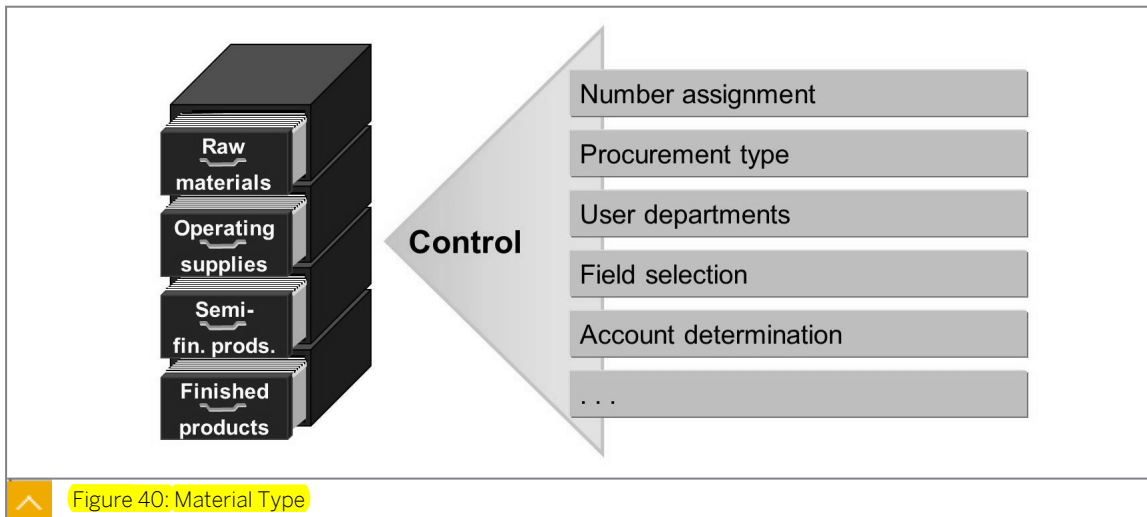 Raw
materials
Operating
supplies
Semi-
fin. prods.
Finished
products
Control
Number assignment
Procurement type
User departments
Field selection
Account determination
. . .
Figure 40: Material Type